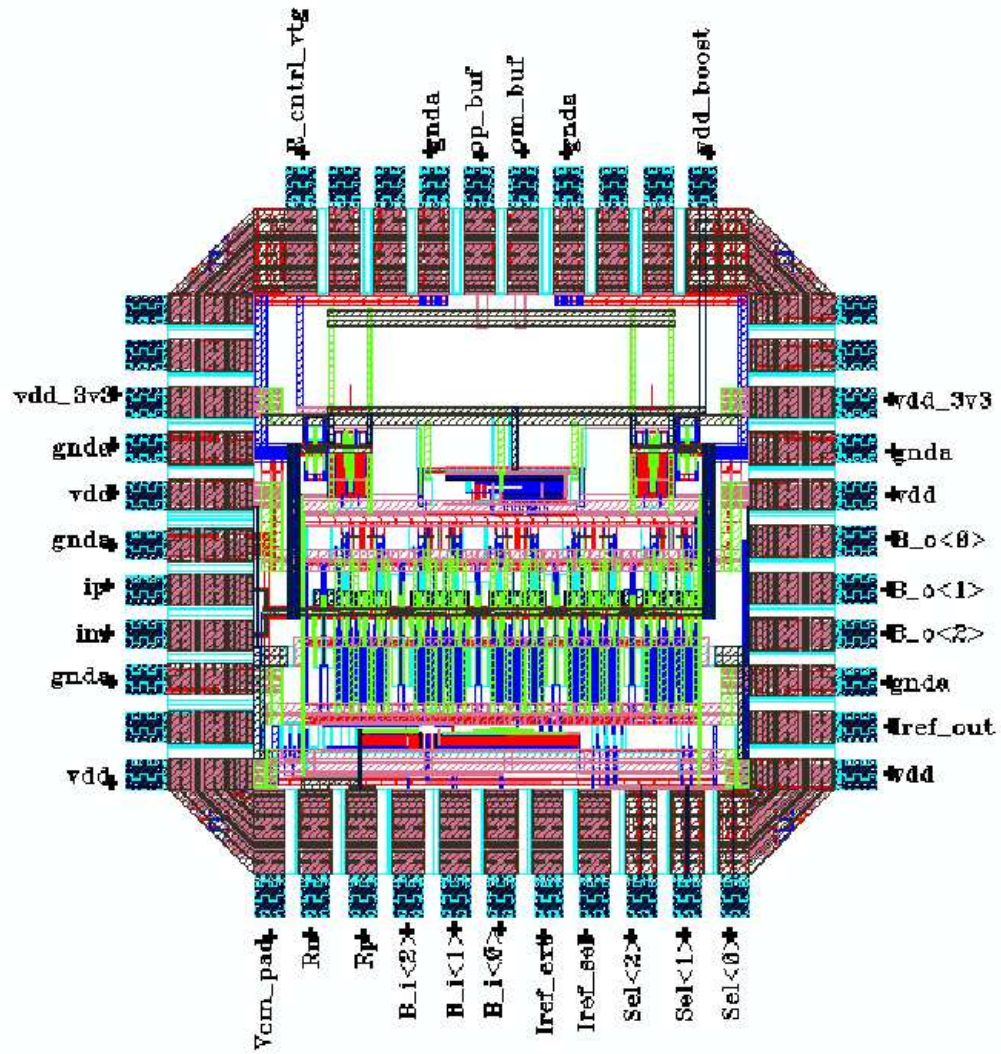 R_cntrl_vtg
gnda
op_buf
om_buf
gnda
vdd_boost
vdd_3v3
gnda
vdd
gnda
ip
im
gnda
vdd
vdd_3v3
gnda
vdd
B_o<0>
B_o<1>
B_o<2>
gnda
Iref_out
vdd
Vcm_pad
Rp
B_i<2>
B_i<1>
B_i<0>
Iref_ext
Iref_sel
Sel<2>
Sel<1>
Sel<0>